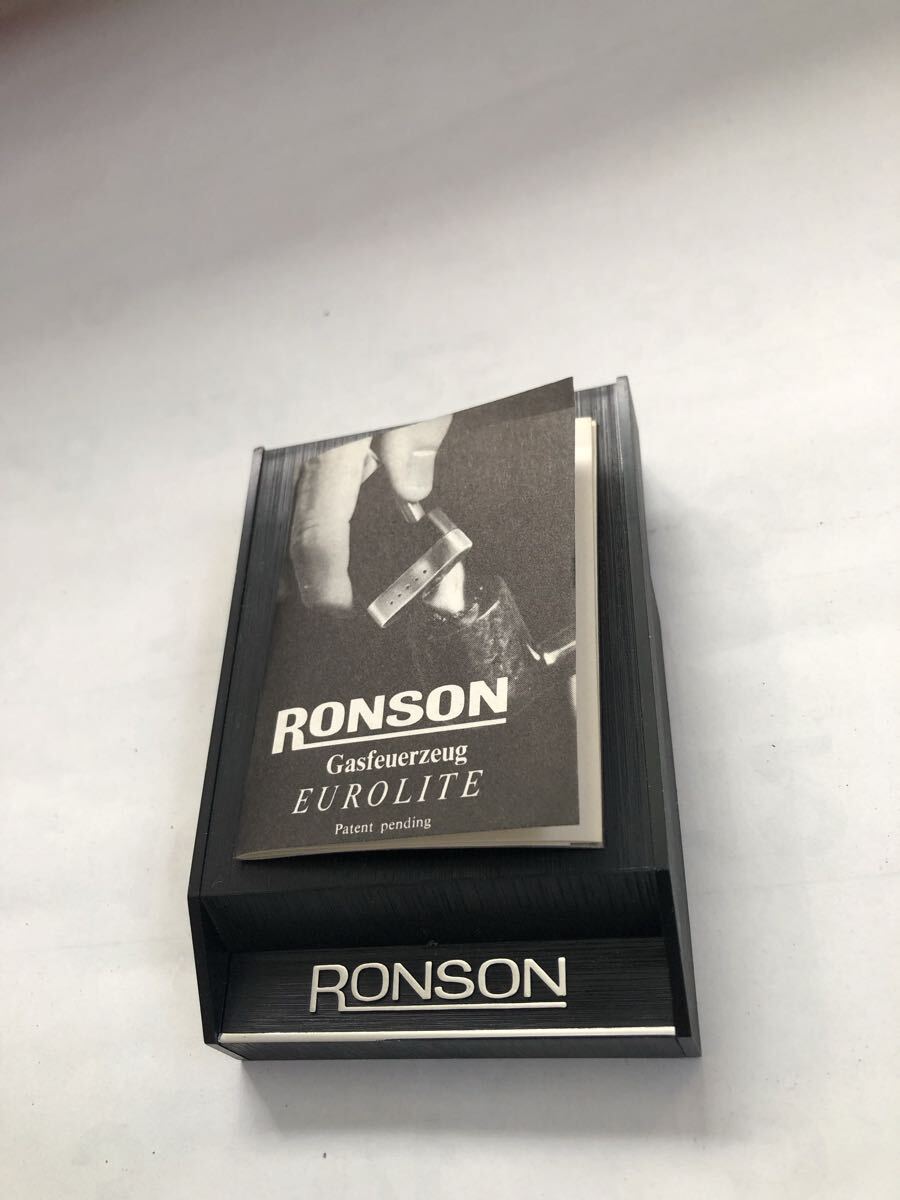 RONSON
Gasfeuerzeug
EUROLITE
Patent pending
RONSON